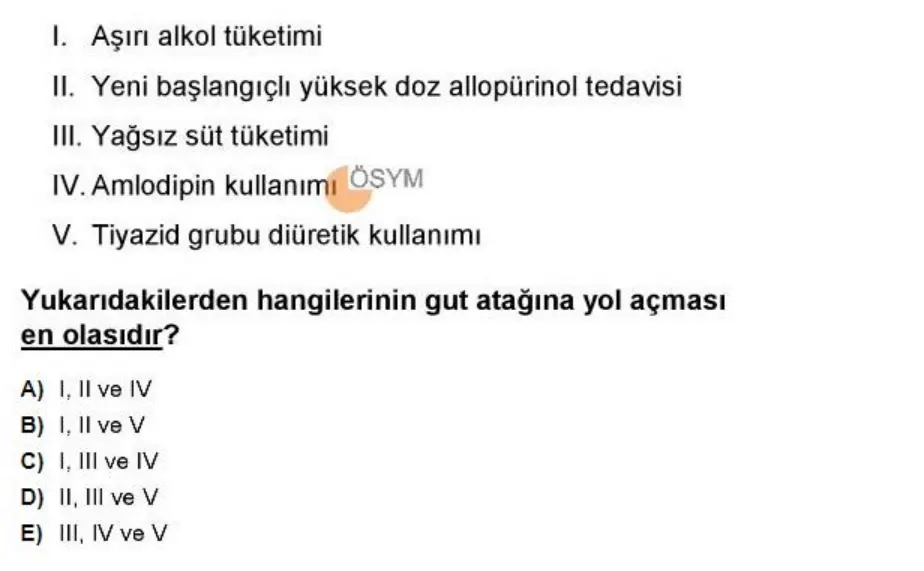 I. Aşırı alkol tüketimi
II. Yeni başlangıçlı yüksek doz allopürinol tedavisi
III. Yağsız süt tüketimi
IV. Amlodipin kullanımı ÖSYM
V. Tiyazid grubu diüretik kullanımı
Yukarıdakilerden hangilerinin gut atağına yol açması
en olasıdır?
A) I, II ve IV
B) I, II ve V
C) I, III ve IV
D) II, III ve V
E) III, IV ve V